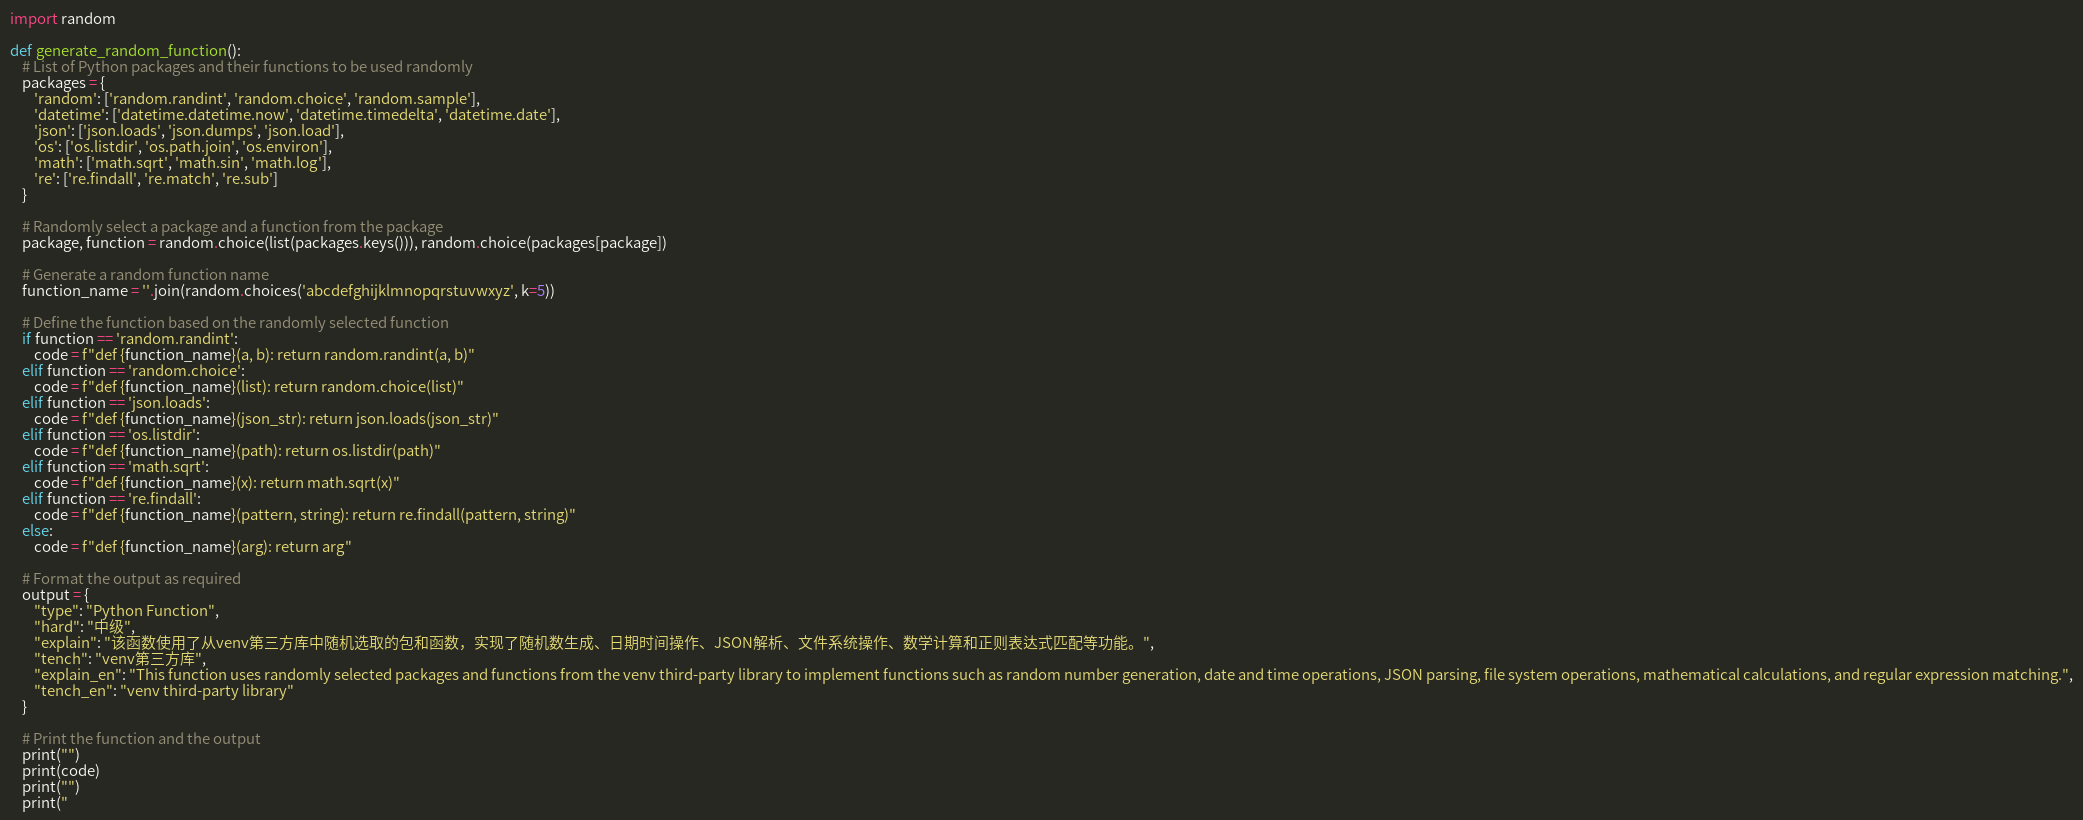 import random

def generate_random_function():
    # List of Python packages and their functions to be used randomly
    packages = {
        'random': ['random.randint', 'random.choice', 'random.sample'],
        'datetime': ['datetime.datetime.now', 'datetime.timedelta', 'datetime.date'],
        'json': ['json.loads', 'json.dumps', 'json.load'],
        'os': ['os.listdir', 'os.path.join', 'os.environ'],
        'math': ['math.sqrt', 'math.sin', 'math.log'],
        're': ['re.findall', 're.match', 're.sub']
    }

    # Randomly select a package and a function from the package
    package, function = random.choice(list(packages.keys())), random.choice(packages[package])

    # Generate a random function name
    function_name = ''.join(random.choices('abcdefghijklmnopqrstuvwxyz', k=5))

    # Define the function based on the randomly selected function
    if function == 'random.randint':
        code = f"def {function_name}(a, b): return random.randint(a, b)"
    elif function == 'random.choice':
        code = f"def {function_name}(list): return random.choice(list)"
    elif function == 'json.loads':
        code = f"def {function_name}(json_str): return json.loads(json_str)"
    elif function == 'os.listdir':
        code = f"def {function_name}(path): return os.listdir(path)"
    elif function == 'math.sqrt':
        code = f"def {function_name}(x): return math.sqrt(x)"
    elif function == 're.findall':
        code = f"def {function_name}(pattern, string): return re.findall(pattern, string)"
    else:
        code = f"def {function_name}(arg): return arg"

    # Format the output as required
    output = {
        "type": "Python Function",
        "hard": "中级",
        "explain": "该函数使用了从venv第三方库中随机选取的包和函数，实现了随机数生成、日期时间操作、JSON解析、文件系统操作、数学计算和正则表达式匹配等功能。",
        "tench": "venv第三方库",
        "explain_en": "This function uses randomly selected packages and functions from the venv third-party library to implement functions such as random number generation, date and time operations, JSON parsing, file system operations, mathematical calculations, and regular expression matching.",
        "tench_en": "venv third-party library"
    }

    # Print the function and the output
    print("")
    print(code)
    print("")
    print("